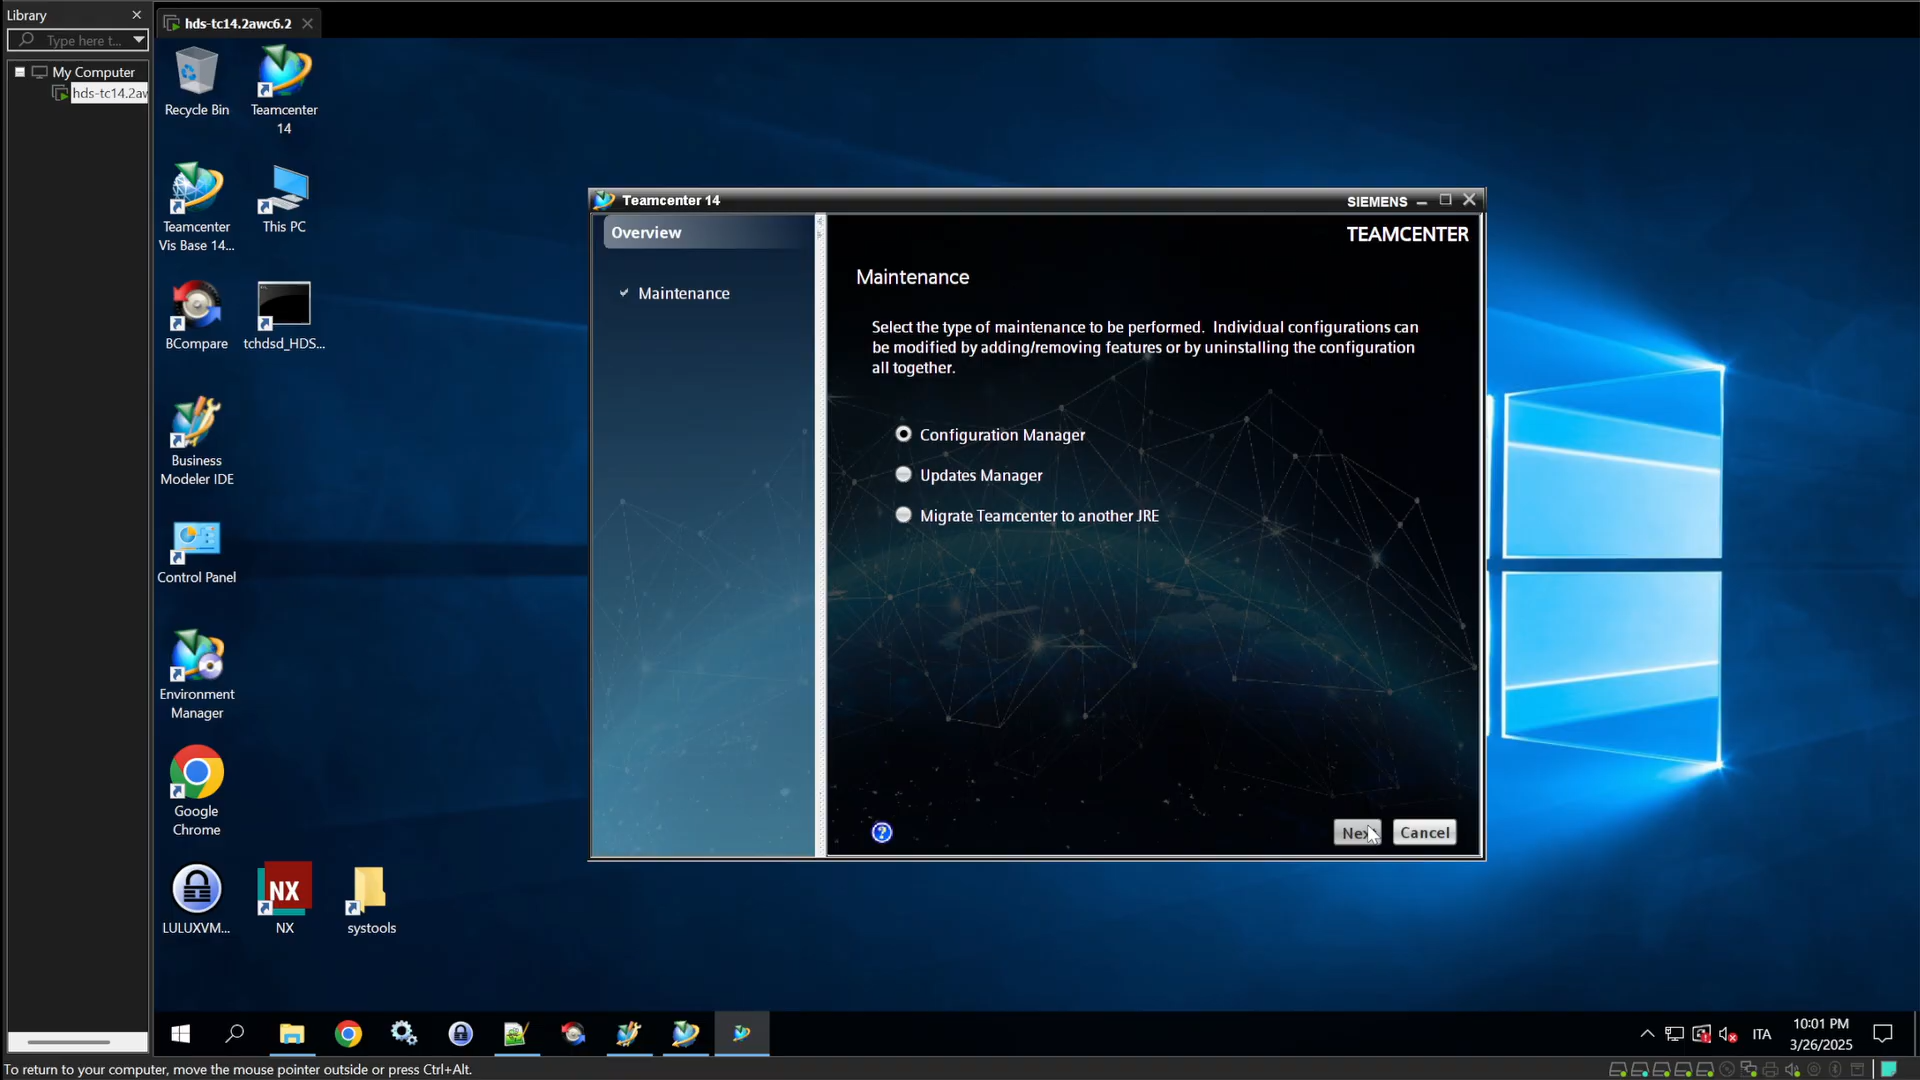 Library
hds-tc14.2awc6.2
Type here t...
My Computer
hds-tc14.2aw
Recycle Bin
Teamcenter
14
Teamcenter
Vis Base 14...
This PC
BCompare
tchdsd_HDS...
Business
Modeler IDE
Control Panel
Environment
Manager
Google
Chrome
LULUXVM...
NX
NX
systools
Teamcenter 14
SIEMENS
Overview
TEAMCENTER
Maintenance
Maintenance
Select the type of maintenance to be performed. Individual configurations can
be modified by adding/removing features or by uninstalling the configuration
all together.
Configuration Manager
Updates Manager
Migrate Teamcenter to another JRE
Cancel
ITA
10:01 PM
3/26/2025
To return to your computer, move the mouse pointer outside or press Ctrl+Alt.